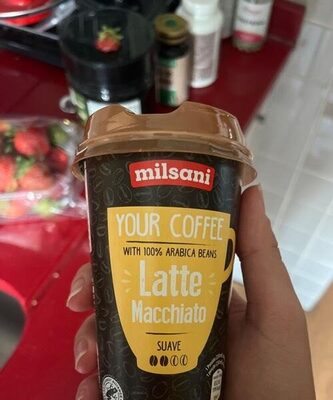 milsani
YOUR COFFEE
WITH 100% ARABICA BEANS
Latte
Macchiato
SUAVE